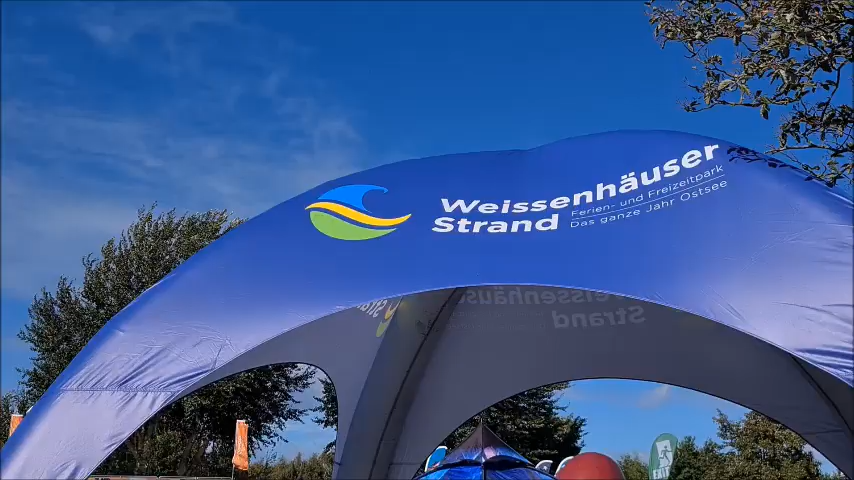 Weissenhäuser
Strand
Ferien- und Freizeitpark
Das ganze Jahr Ostsee